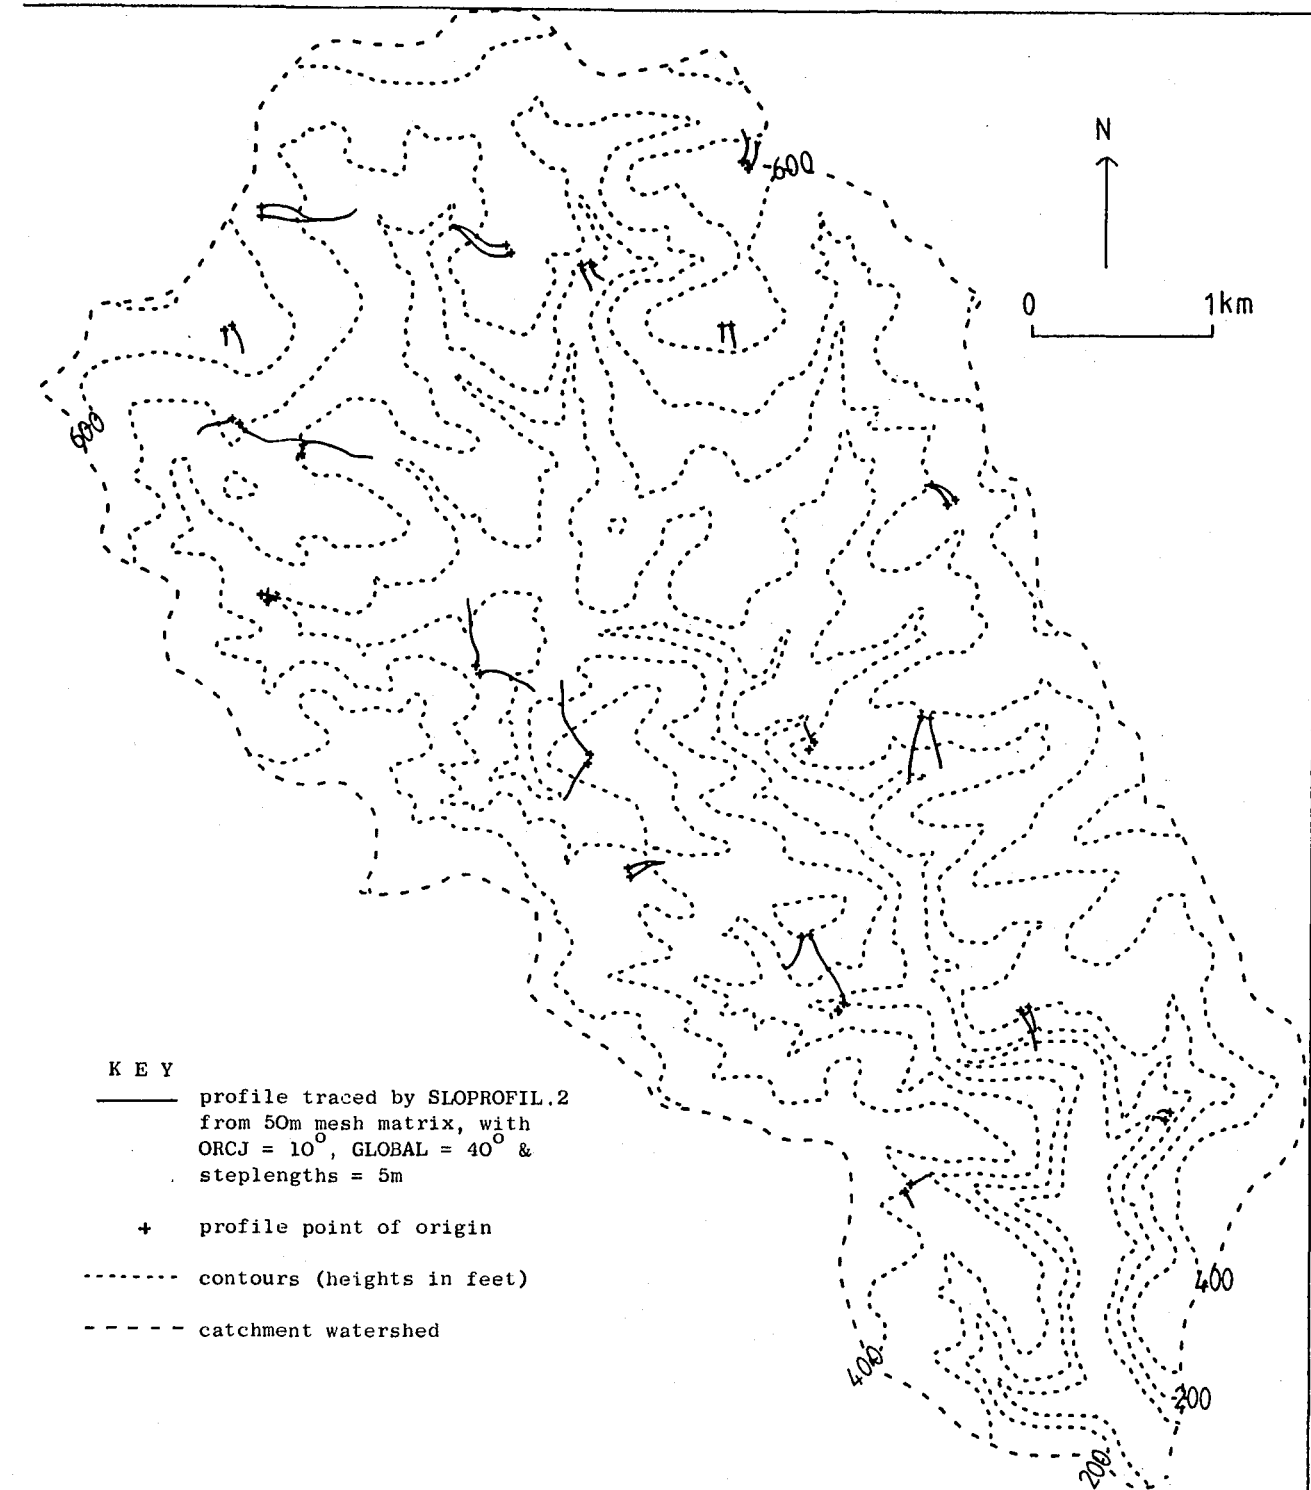 N
600
0 1km
600
K E Y
profile traced by SLOPROFIL.2
from 50m mesh matrix, with
ORCJ = 10°, GLOBAL = 40° &
steplengths = 5m
profile point of origin
contours (heights in feet)
catchment watershed
400
400
200
200